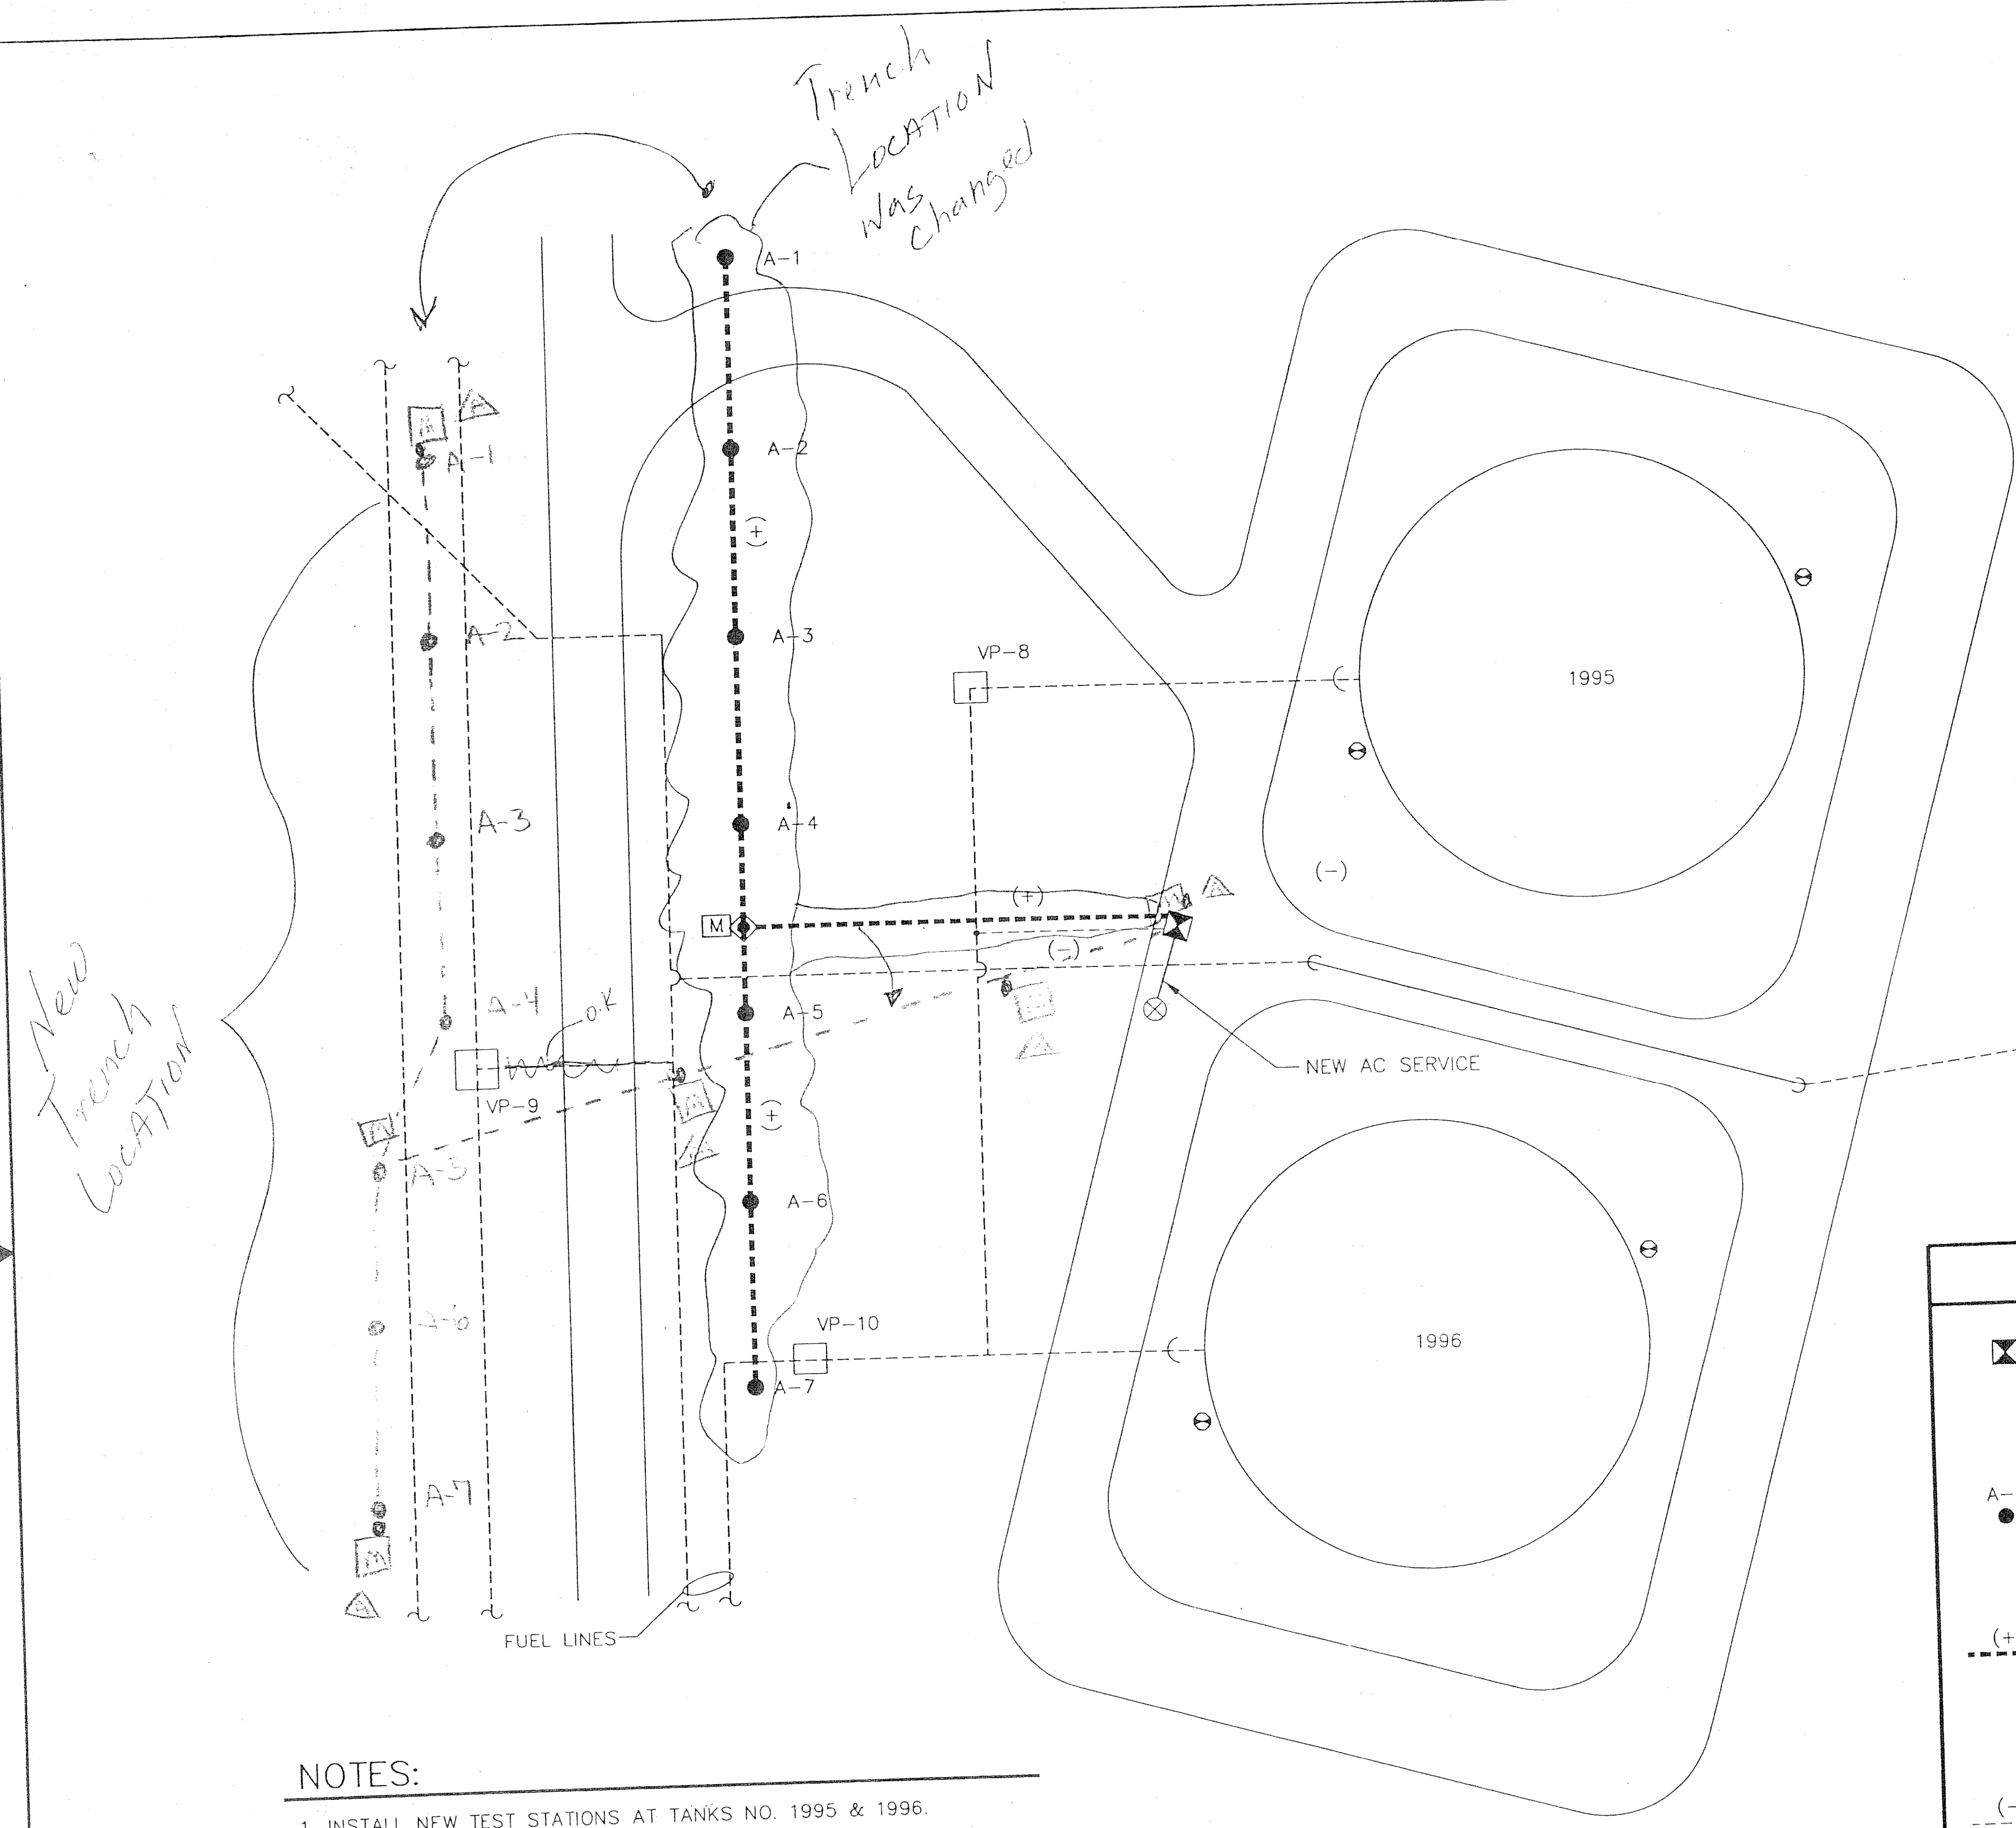 Trench
LOCATION
was
changed
A-1
A-2
(+)
A-3
VP-8
1995
A-4
(-)
(+)
M
(-)
A-5
NEW AC SERVICE
(+)
A-6
VP-10
1996
A-7
A-1
A-2
A-3
A-4
O.K
VP-9
M
M
A-5
A-6
A-7
M
New
Trench
LOCATION
FUEL LINES
A-
(+
(-
NOTES:
1. INSTALL NEW TEST STATIONS AT TANKS NO. 1995 & 1996.